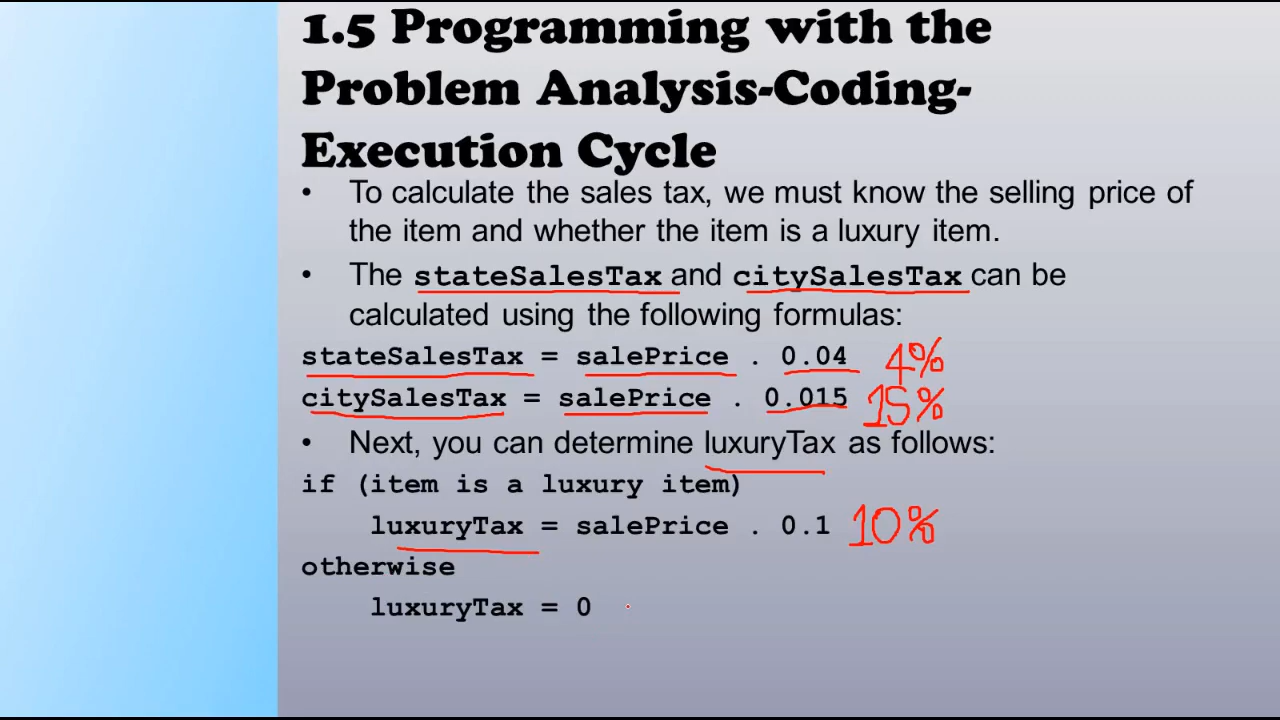 1.5 Programming with the
Problem Analysis-Coding-
Execution Cycle
• To calculate the sales tax, we must know the selling price of
the item and whether the item is a luxury item.
• The stateSalesTax and citySalesTax can be
calculated using the following formulas:
stateSalesTax = salePrice . 0.04 4%
citySalesTax = salePrice . 0.015 15%
• Next, you can determine luxuryTax as follows:
if (item is a luxury item)
luxuryTax = salePrice . 0.1 10%
otherwise
luxuryTax = 0